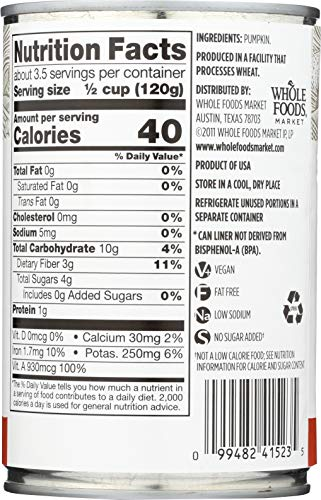 Nutrition Facts
about 3.5 servings per container
Serving size ½ cup (120g)
Amount per serving
Calories 40
% Daily Value*
Total Fat 0g 0%
Saturated Fat 0g 0%
Trans Fat 0g
Cholesterol 0mg 0%
Sodium 5mg 0%
Total Carbohydrate 10g 4%
Dietary Fiber 3g 11%
Total Sugars 4g
Includes 0g Added Sugars 0%
Protein 1g
Vit. D 0mcg 0% • Calcium 30mg 2%
Iron 1.7mg 10% • Potas. 250mg 6%
Vit. A 930mcg 100%
* The % Daily Value tells you how much a nutrient in
a serving of food contributes to a daily diet. 2,000
calories a day is used for general nutrition advice.
INGREDIENTS: PUMPKIN.
PRODUCED IN A FACILITY THAT
PROCESSES WHEAT.
DISTRIBUTED BY:
WHOLE FOODS MARKET
AUSTIN, TEXAS 78703
©2011 WHOLE FOODS MARKET IP, LP
www.wholefoodsmarket.com
WHOLE
FOODS
MARKET
PRODUCT OF USA
STORE IN A COOL, DRY PLACE
REFRIGERATE UNUSED PORTIONS IN A
SEPARATE CONTAINER
* CAN LINER NOT DERIVED FROM
BISPHENOL-A (BPA).
VA VEGAN
F FAT FREE
Na LOW SODIUM
S NO SUGAR ADDED†
†NOT A LOW CALORIE FOOD; SEE NUTRITION
INFORMATION FOR CALORIE AND SUGAR CONTENT
0 99482 41523 5